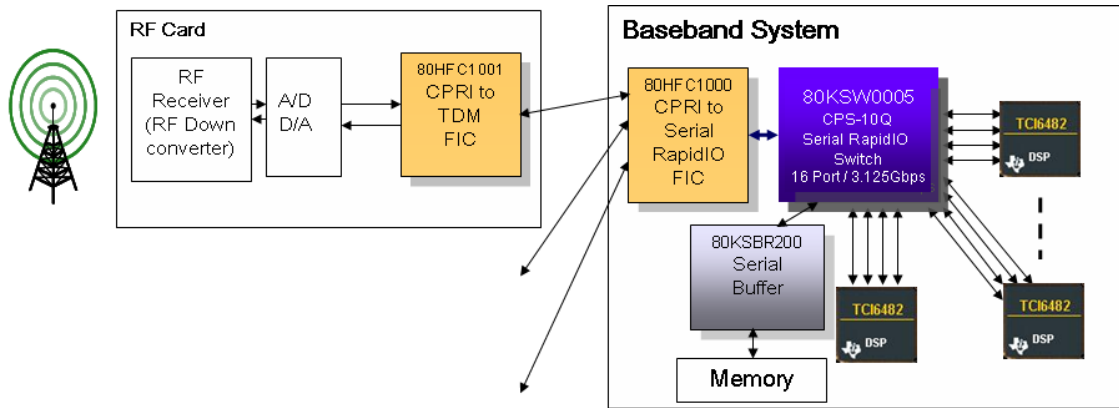 RF Card
RF
Receiver
(RF Down
converter)
A/D
D/A
80HFC1001
CPRI to
TDM
FIC
Baseband System
80HFC1000
CPRI to
Serial
RapidIO
FIC
80KSW0005
CPS-10Q
Serial RapidIO
Switch
16 Port / 3.125Gbps
TCI6482
DSP
80KSBR200
Serial
Buffer
TCI6482
DSP
TCI6482
DSP
Memory